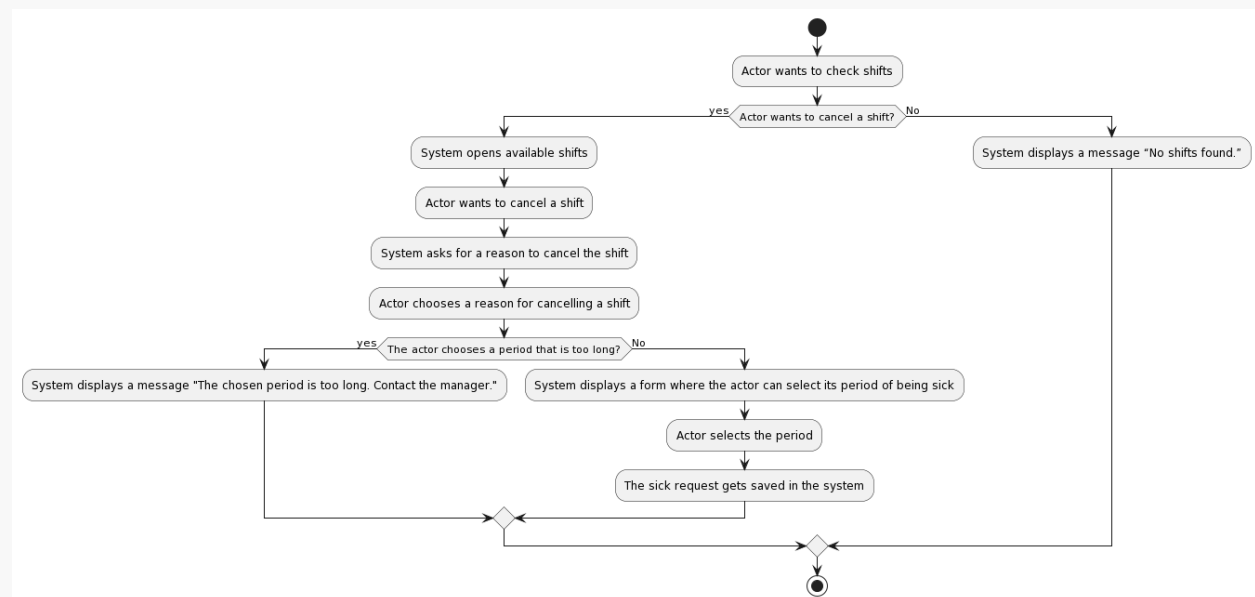 Actor wants to check shifts
yes
Actor wants to cancel a shift?
No
System opens available shifts
System displays a message “No shifts found.”
Actor wants to cancel a shift
System asks for a reason to cancel the shift
Actor chooses a reason for cancelling a shift
yes
The actor chooses a period that is too long?
No
System displays a message "The chosen period is too long. Contact the manager."
System displays a form where the actor can select its period of being sick
Actor selects the period
The sick request gets saved in the system